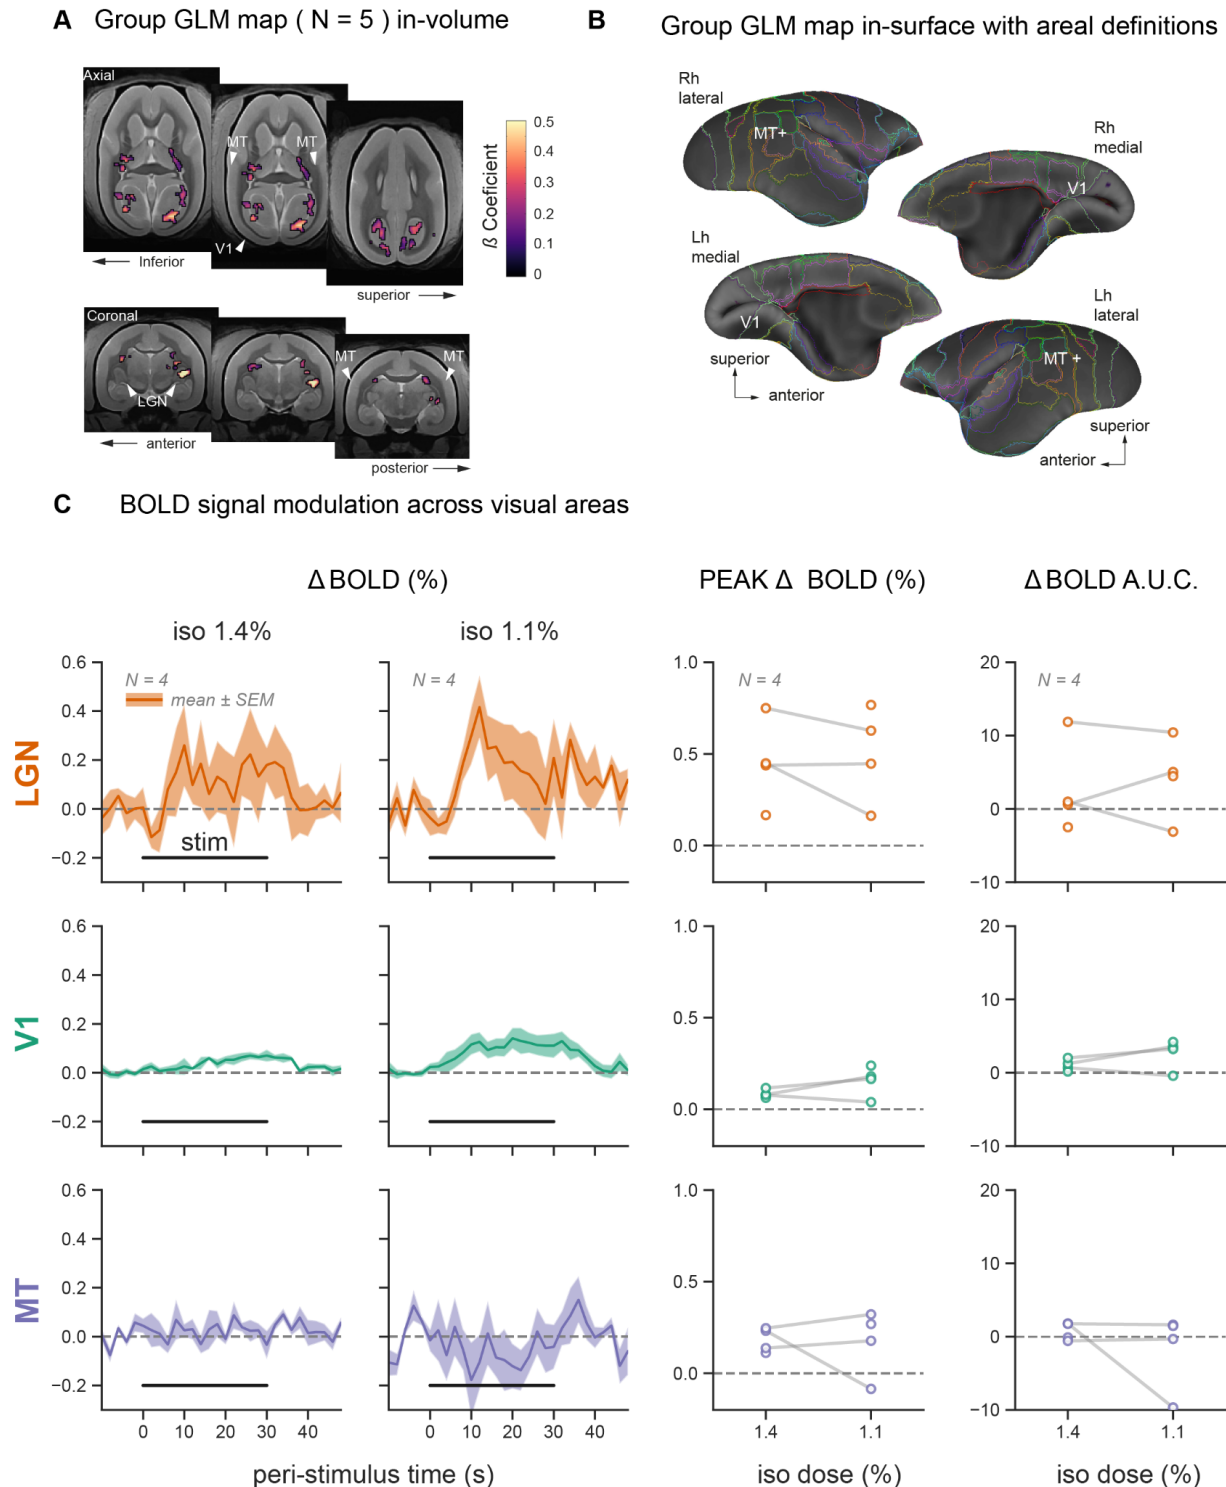 A Group GLM map ( N = 5 ) in-volume
Axial
MT MT
V1
Inferior
superior
0.5
0.4
0.3
0.2
0.1
0
ß Coeficient
Coronal
LGN
MT MT
anterior
posterior
B Group GLM map in-surface with areal definitions
Rh
lateral
MT+
Rh
medial
V1
Lh
medial
V1
superior
anterior
Lh
lateral
MT +
superior
anterior
C BOLD signal modulation across visual areas
Δ BOLD (%)
PEAK Δ BOLD (%)
Δ BOLD A.U.C.
iso 1.4%
iso 1.1%
LGN
0.6
0.4
0.2
0.0
−0.2
N = 4
mean ± SEM
stim
N = 4
1.0
0.5
0.0
N = 4
20
10
0
−10
N = 4
V1
0.6
0.4
0.2
0.0
−0.2
1.0
0.5
0.0
20
10
0
−10
MT
0.6
0.4
0.2
0.0
−0.2
0 10 20 30 40
0 10 20 30 40
peri-stimulus time (s)
1.0
0.5
0.0
1.4 1.1
iso dose (%)
20
10
0
−10
1.4 1.1
iso dose (%)